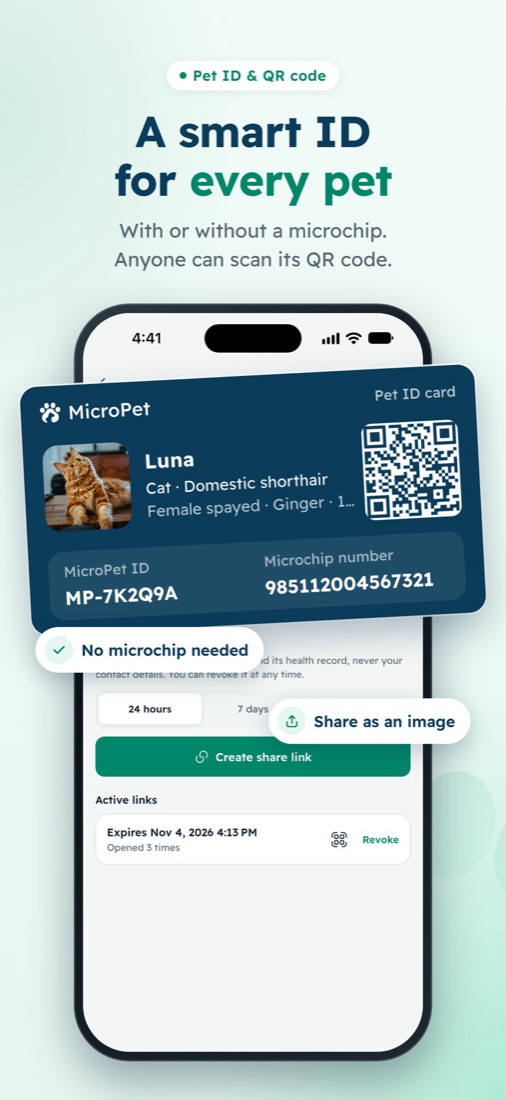 Pet ID & QR code
A smart ID
for every pet
With or without a microchip.
Anyone can scan its QR code.
4:41
MicroPet
Pet ID card
Luna
Cat · Domestic shorthair
Female spayed · Ginger · 1...
MicroPet ID
MP-7K2Q9A
Microchip number
985112004567321
No microchip needed
its health record, never your
contact details. You can revoke it at any time.
24 hours
7 days
Share as an image
Create share link
Active links
Expires Nov 4, 2026 4:13 PM
Opened 3 times
Revoke